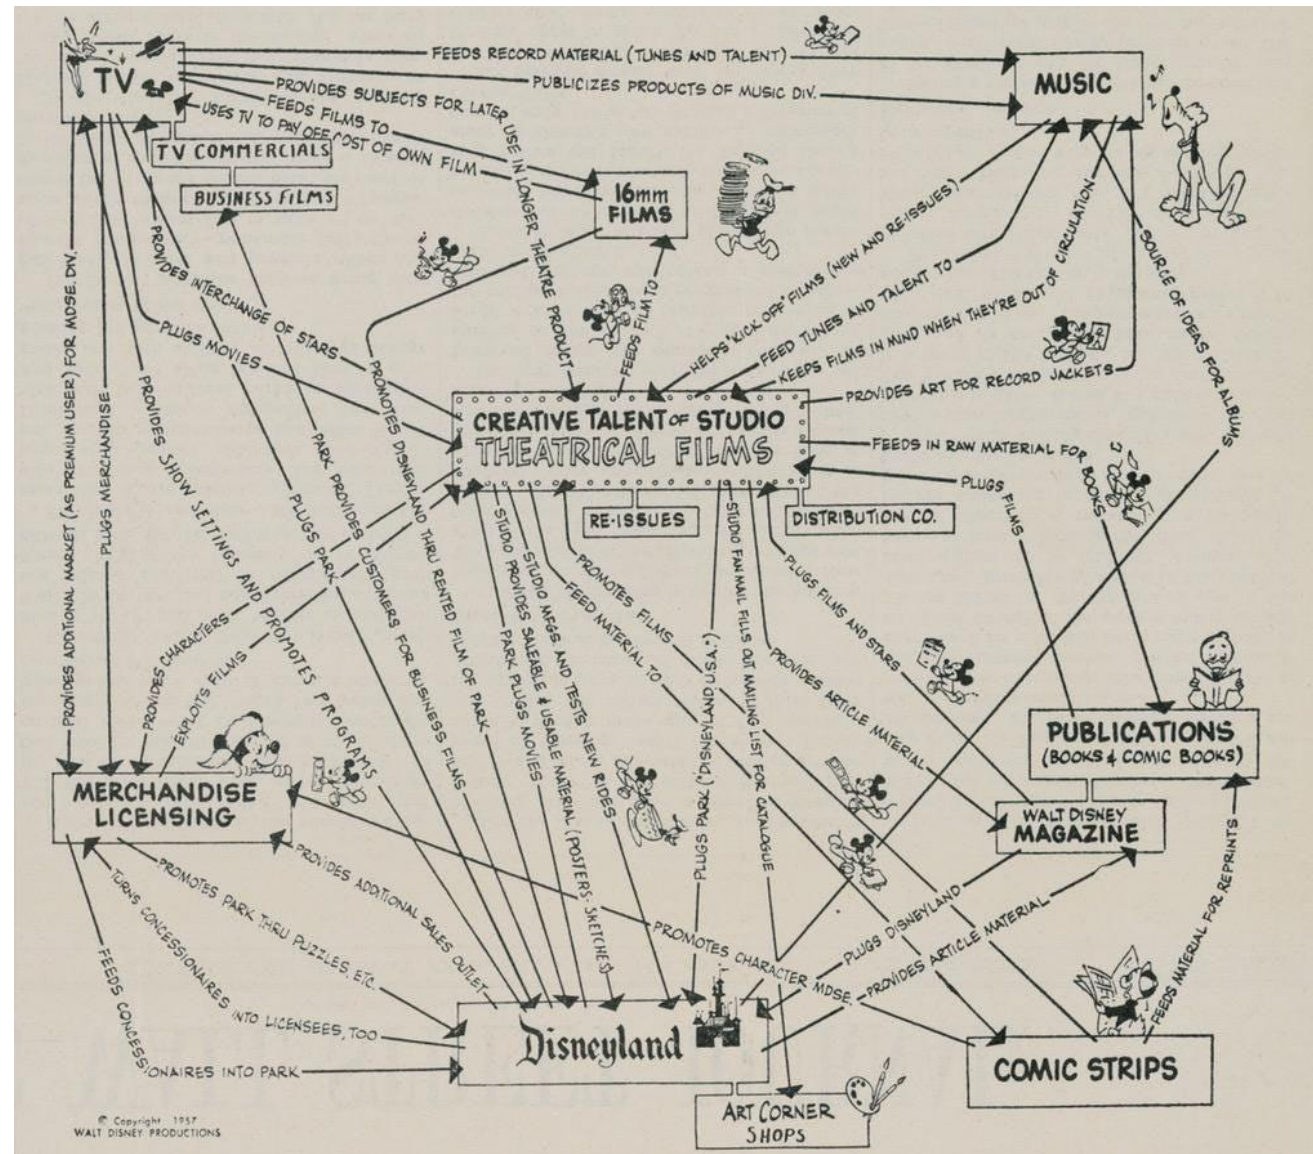 TV
FEEDS RECORD MATERIAL (TUNES AND TALENT)
PUBLICIZES PRODUCTS OF MUSIC DIV.
MUSIC
PROVIDES SUBJECTS FOR LATER USE IN LONGER THEATRE PRODUCT
FEEDS FILMS TO
USES TV TO PAY OFF COST OF OWN FILM
TV COMMERCIALS
BUSINESS FILMS
16mm
FILMS
PROVIDES INTERCHANGE OF STARS
PLUGS MOVIES
FEEDS FILM TO
HELPS "KICK OFF" FILMS (NEW AND RE-ISSUES)
FEED TUNES AND TALENT TO
KEEPS FILMS IN MIND WHEN THEY'RE OUT OF CIRCULATION
PROVIDES ART FOR RECORD JACKETS
SOURCE OF IDEAS FOR ALBUMS
CREATIVE TALENT OF STUDIO
THEATRICAL FILMS
RE-ISSUES
DISTRIBUTION CO.
FEEDS IN RAW MATERIAL FOR BOOKS
PLUGS FILMS
PROVIDES ADDITIONAL MARKET (AS PREMIUM USER) FOR MDSE. DIV.
PLUGS MERCHANDISE
PROVIDES SHOW SETTINGS AND PROMOTES PROGRAMS
PLUGS PARK
PARK PROVIDES CUSTOMERS FOR BUSINESS FILMS
PROMOTES DISNEYLAND THRU RENTED FILM OF PARK
PROVIDES CHARACTERS
EXPLOITS FILMS
PARK PLUGS MOVIES
STUDIO PROVIDES SALEABLE & USABLE MATERIAL (POSTERS-SKETCHES)
STUDIO MFGS. AND TESTS NEW RIDES
FEED MATERIAL TO
PROMOTES FILMS
PLUGS PARK ("DISNEYLAND U.S.A.")
STUDIO FAN MAIL FILLS OUT MAILING LIST FOR CATALOGUE
PROVIDES ARTICLE MATERIAL
PLUGS FILMS AND STARS
PUBLICATIONS
(BOOKS & COMIC BOOKS)
WALT DISNEY
MAGAZINE
MERCHANDISE
LICENSING
PROVIDES ADDITIONAL SALES OUTLET
PROMOTES PARK THRU PUZZLES, ETC.
TURNS CONCESSIONAIRES INTO LICENSEES, TOO
FEEDS CONCESSIONAIRES INTO PARK
PROMOTES CHARACTER MDSE.
PLUGS DISNEYLAND
PROVIDES ARTICLE MATERIAL
FEEDS MATERIAL FOR REPRINTS
Disneyland
COMIC STRIPS
ART CORNER
SHOPS
© Copyright 1957
WALT DISNEY PRODUCTIONS